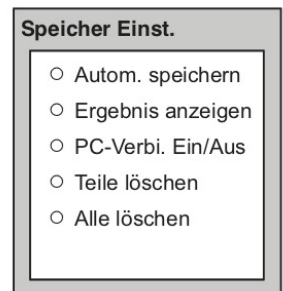 Speicher Einst.
Autom. speichern
Ergebnis anzeigen
PC-Verbi. Ein/Aus
Teile löschen
Alle löschen